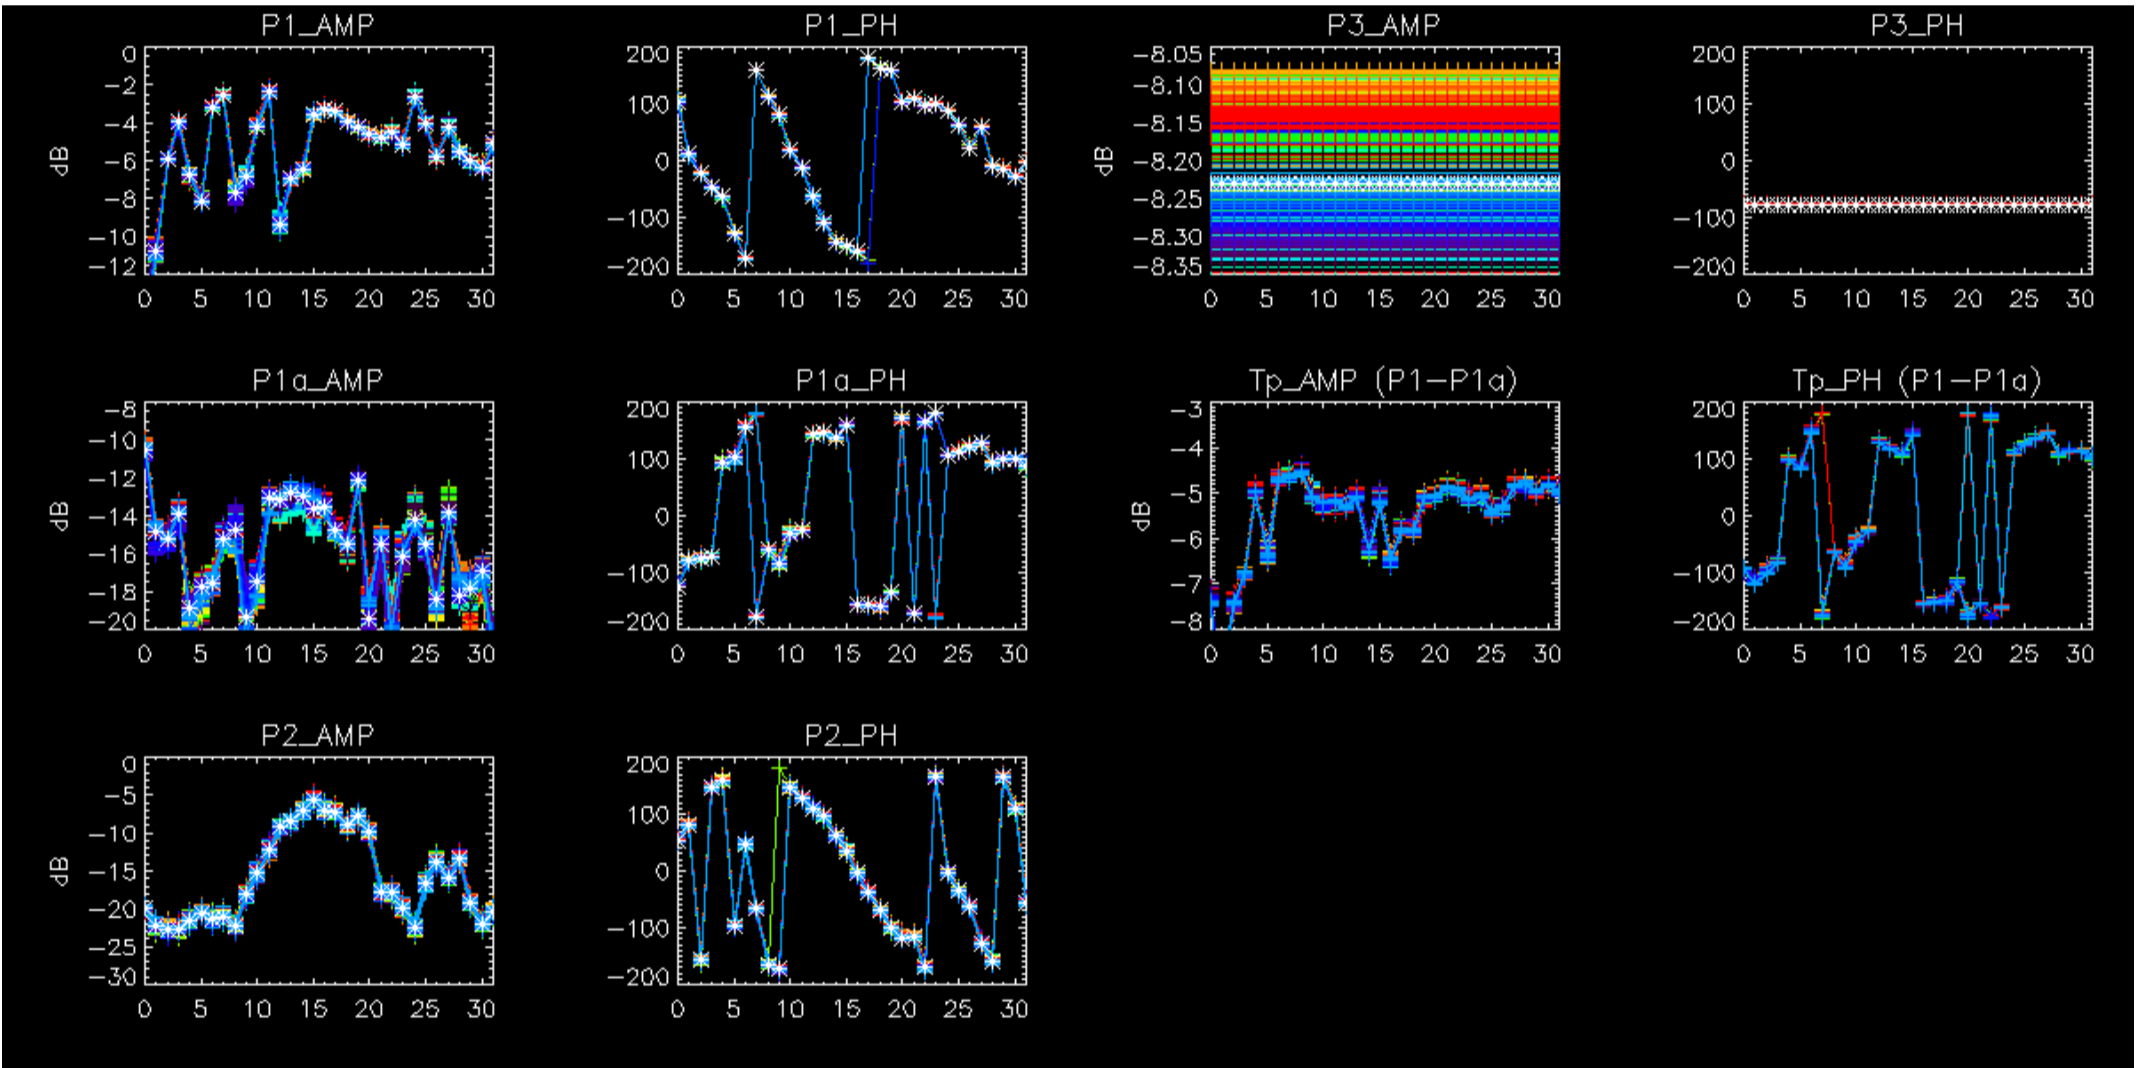 P1_AMP
0
-2
-4
-6
-8
-10
-12
dB
0 5 10 15 20 25 30
P1_PH
200
100
0
-100
-200
0 5 10 15 20 25 30
P3_AMP
-8.05
-8.10
-8.15
-8.20
-8.25
-8.30
-8.35
dB
0 5 10 15 20 25 30
P3_PH
200
100
0
-100
-200
0 5 10 15 20 25 30
P1a_AMP
-8
-10
-12
-14
-16
-18
-20
dB
0 5 10 15 20 25 30
P1a_PH
200
100
0
-100
-200
0 5 10 15 20 25 30
Tp_AMP (P1-P1a)
-3
-4
-5
-6
-7
-8
dB
0 5 10 15 20 25 30
Tp_PH (P1-P1a)
200
100
0
-100
-200
0 5 10 15 20 25 30
P2_AMP
0
-5
-10
-15
-20
-25
-30
dB
0 5 10 15 20 25 30
P2_PH
200
100
0
-100
-200
0 5 10 15 20 25 30